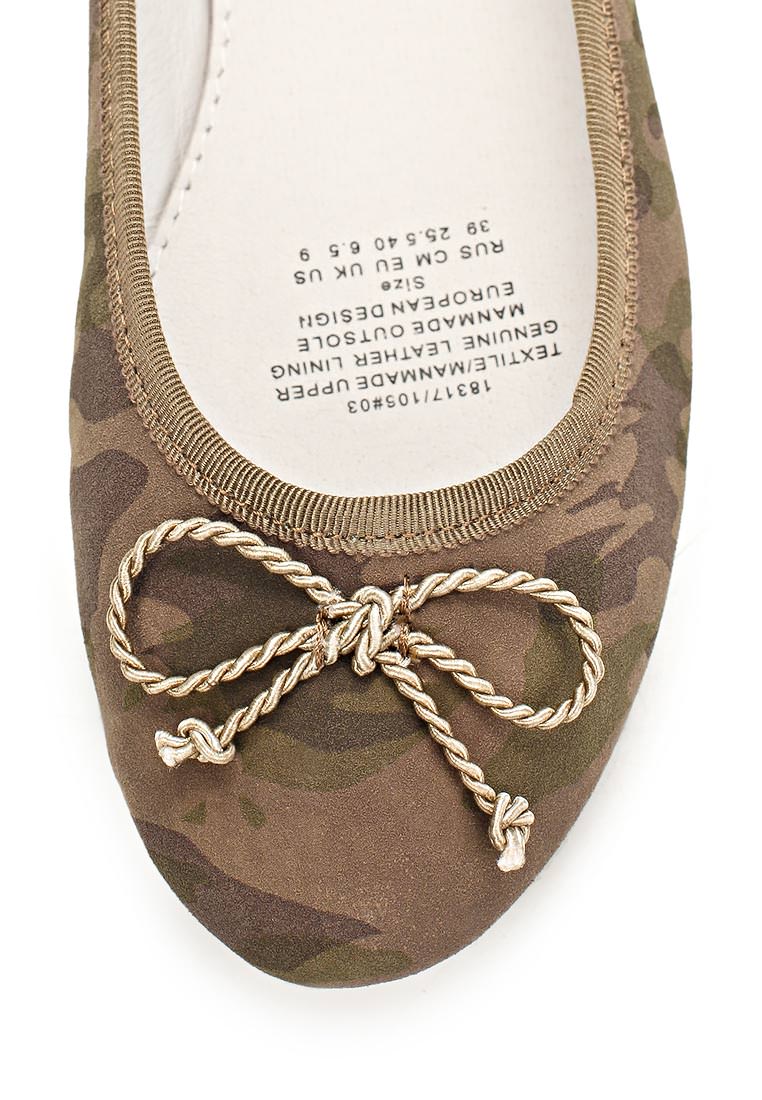 18317/106#03
TEXTILE/MANMADE UPPER
GENUINE LEATHER LINING
MANMADE OUTSOLE
EUROPEAN DESIGN
Size
RUS CM EU UK US
39 25.5 40 6.5 9